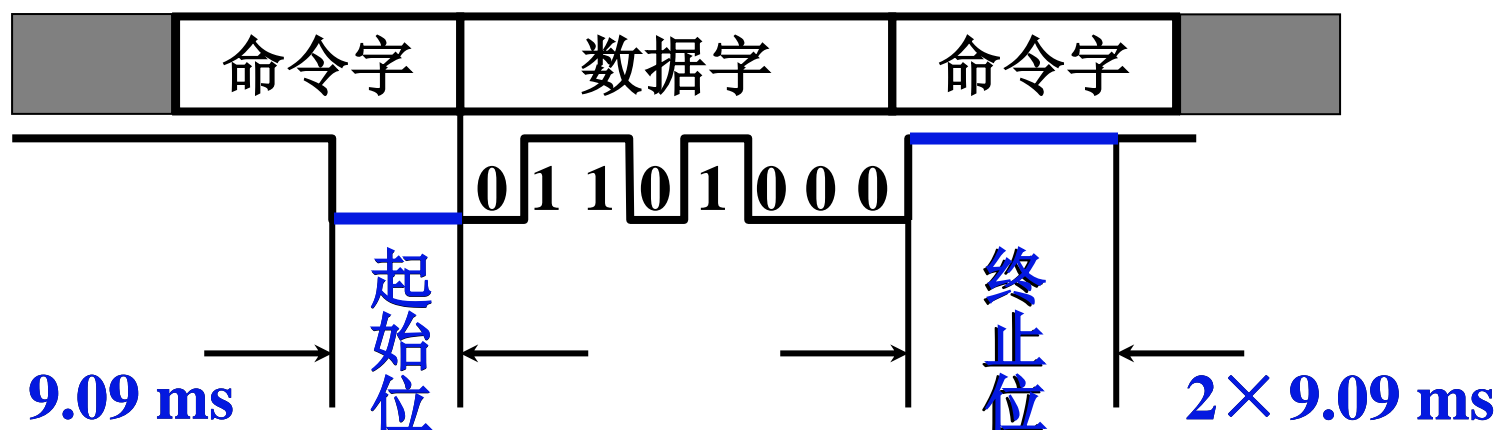 命令字 数据字 命令字
0 1 1 0 1 0 0 0
起始位
终止位
9.09 ms
2× 9.09 ms